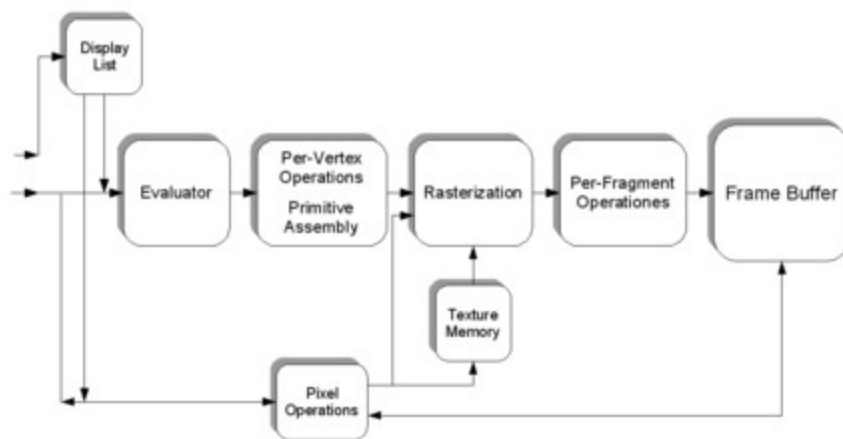 Display
List
Evaluator
Per-Vertex
Operations
Primitive
Assembly
Rasterization
Per-Fragment
Operationes
Frame Buffer
Texture
Memory
Pixel
Operations